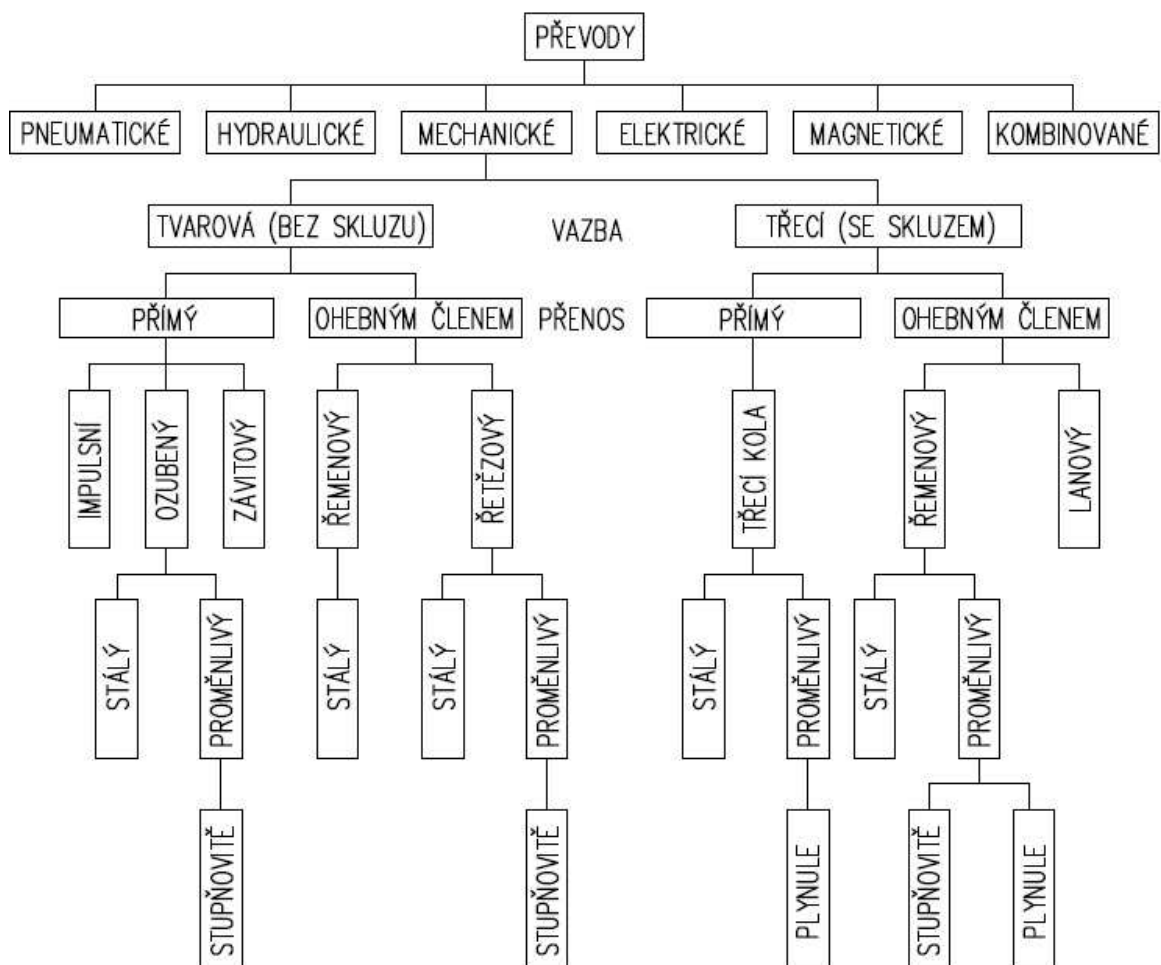 PŘEVODY
PNEUMATICKÉ
HYDRAULICKÉ
MECHANICKÉ
ELEKTRICKÉ
MAGNETICKÉ
KOMBINOVANÉ
TVAROVÁ (BEZ SKLUZU)
VAZBA
TŘECÍ (SE SKLUZEM)
PŘÍMÝ
OHEBNÝM ČLENEM
PŘENOS
PŘÍMÝ
OHEBNÝM ČLENEM
IMPULSNÍ
OZUBENÝ
ZÁVITOVÝ
ŘEMENOVÝ
ŘETĚZOVÝ
TŘECÍ KOLA
ŘEMENOVÝ
LANOVÝ
STÁLÝ
PROMĚNLIVÝ
STÁLÝ
STÁLÝ
PROMĚNLIVÝ
STÁLÝ
PROMĚNLIVÝ
STÁLÝ
PROMĚNLIVÝ
STUPŇOVITĚ
STUPŇOVITĚ
PLYNULE
STUPŇOVITĚ
PLYNULE